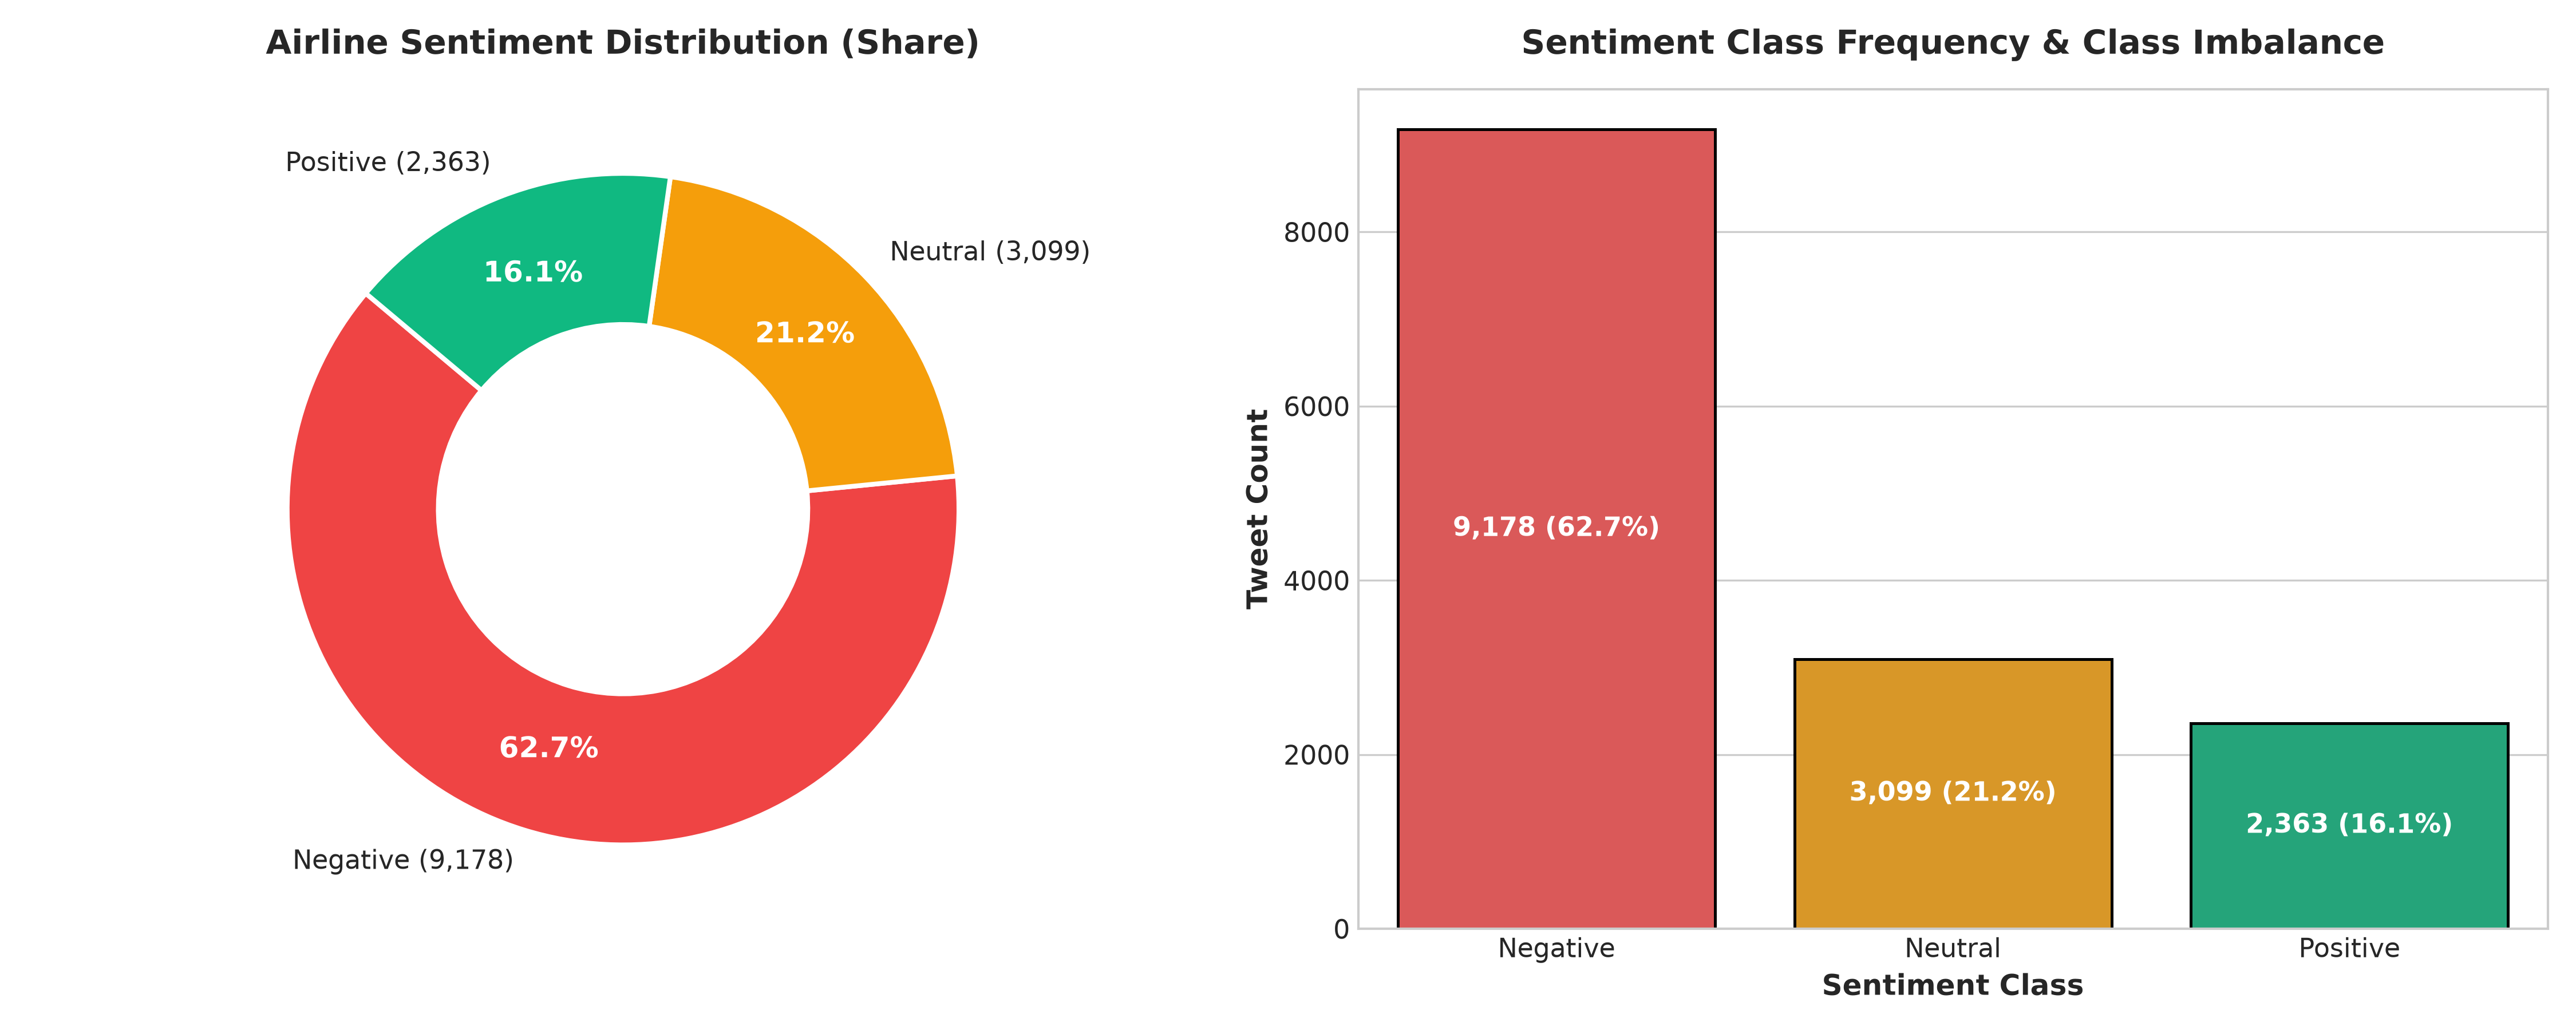 Airline Sentiment Distribution (Share)
Positive (2,363)
Neutral (3,099)
16.1%
21.2%
62.7%
Negative (9,178)
Sentiment Class Frequency & Class Imbalance
Tweet Count
8000
6000
4000
2000
0
9,178 (62.7%)
3,099 (21.2%)
2,363 (16.1%)
Negative
Neutral
Positive
Sentiment Class